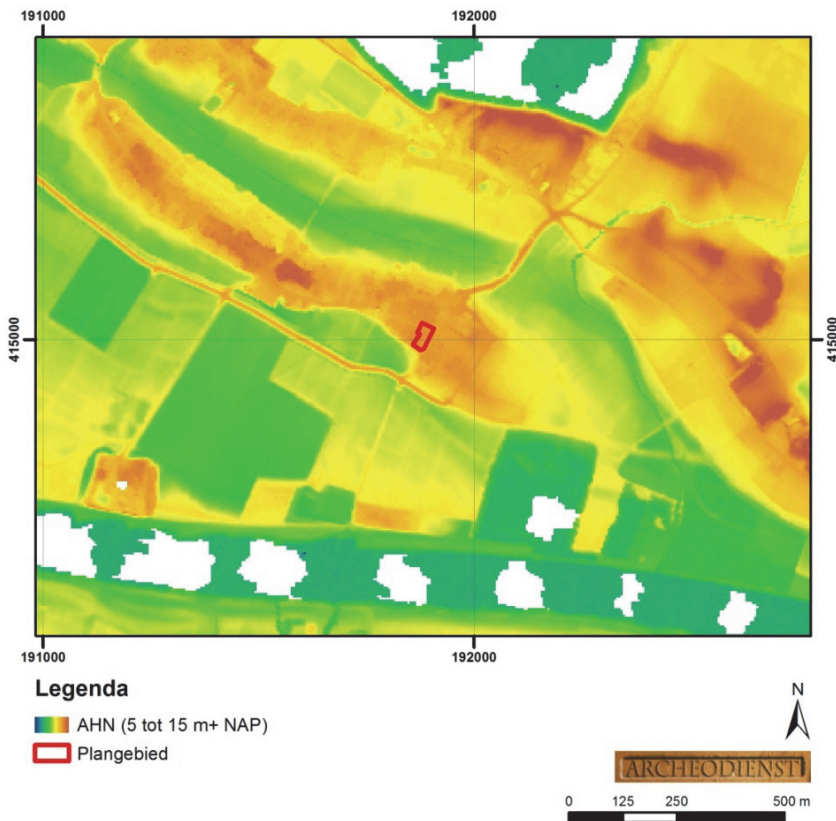 191000 192000
415000 415000
191000 192000
Legenda
AHN (5 tot 15 m+ NAP)
Plangebied
N
ARCHEODIENST
0 125 250 500 m